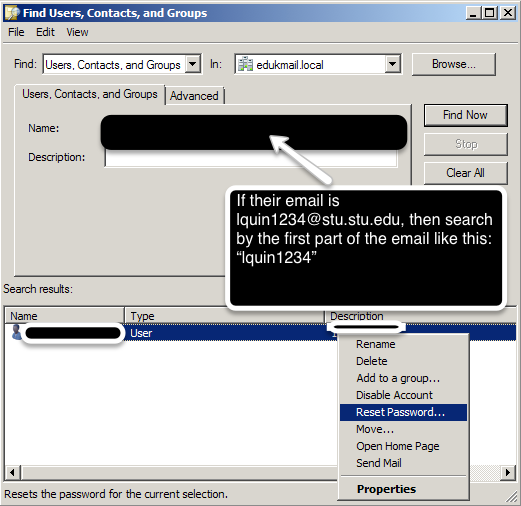 Find Users, Contacts, and Groups
File Edit View
Find: Users, Contacts, and Groups In: edukmail.local Browse...
Users, Contacts, and Groups Advanced
Name:
Description:
Find Now
Stop
Clear All
If their email is
lquin1234@stu.stu.edu, then search
by the first part of the email like this:
“lquin1234”
Search results:
Name Type Description
User
Rename
Delete
Add to a group...
Disable Account
Reset Password...
Move...
Open Home Page
Send Mail
Properties
Resets the password for the current selection.